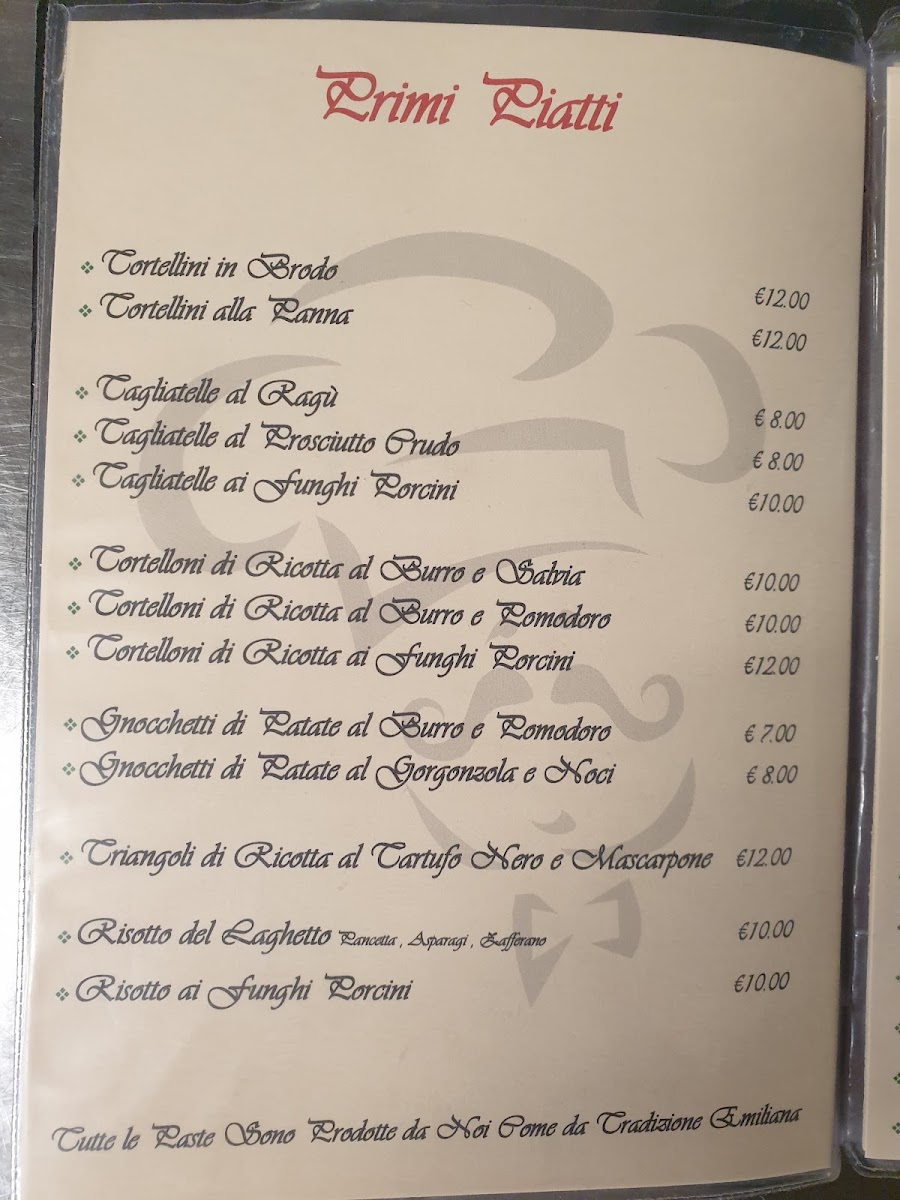 Primi Piatti
Tortellini in Brodo €12.00
Tortellini alla Panna €12.00
Tagliatelle al Ragù € 8.00
Tagliatelle al Prosciutto Crudo € 8.00
Tagliatelle ai Funghi Porcini €10.00
Tortelloni di Ricotta al Burro e Salvia €10.00
Tortelloni di Ricotta al Burro e Pomodoro €10.00
Tortelloni di Ricotta ai Funghi Porcini €12.00
Gnocchetti di Patate al Burro e Pomodoro € 7.00
Gnocchetti di Patate al Gorgonzola e Noci € 8.00
Triangoli di Ricotta al Tartufo Nero e Mascarpone €12.00
Risotto del Laghetto Pancetta , Asparagi , Zafferano €10.00
Risotto ai Funghi Porcini €10.00
Tutte le Paste Sono Prodotte da Noi Come da Tradizione Emiliana